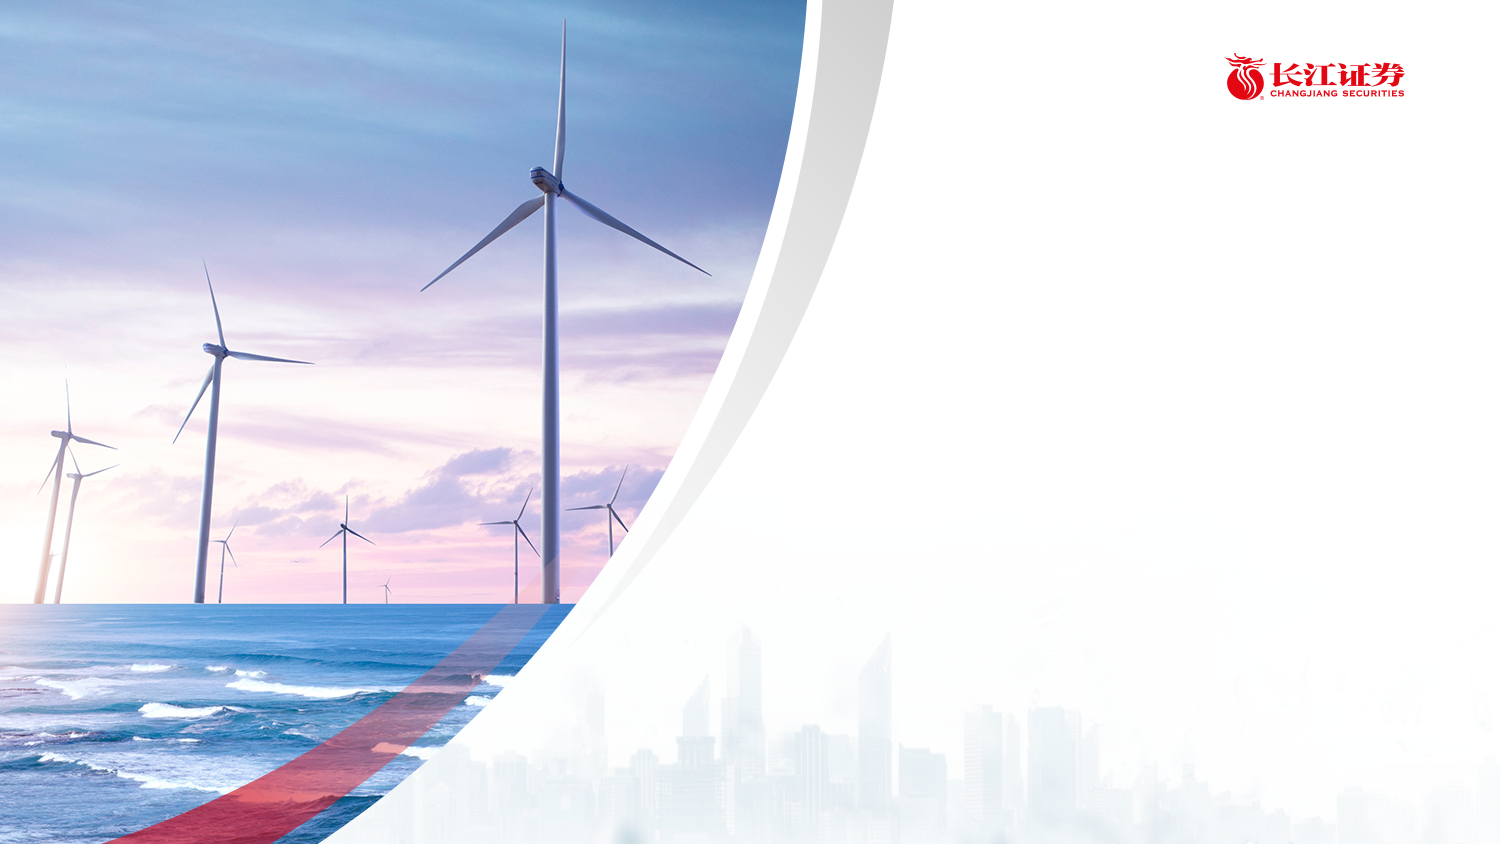 长江证券
CHANGJIANG SECURITIES